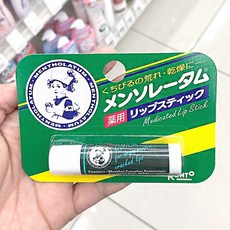 くちびるの荒れ・乾燥に
メンソレータム
薬用 リップスティック
Medicated Lip Stick
MENTHOLATUM
ROHTO